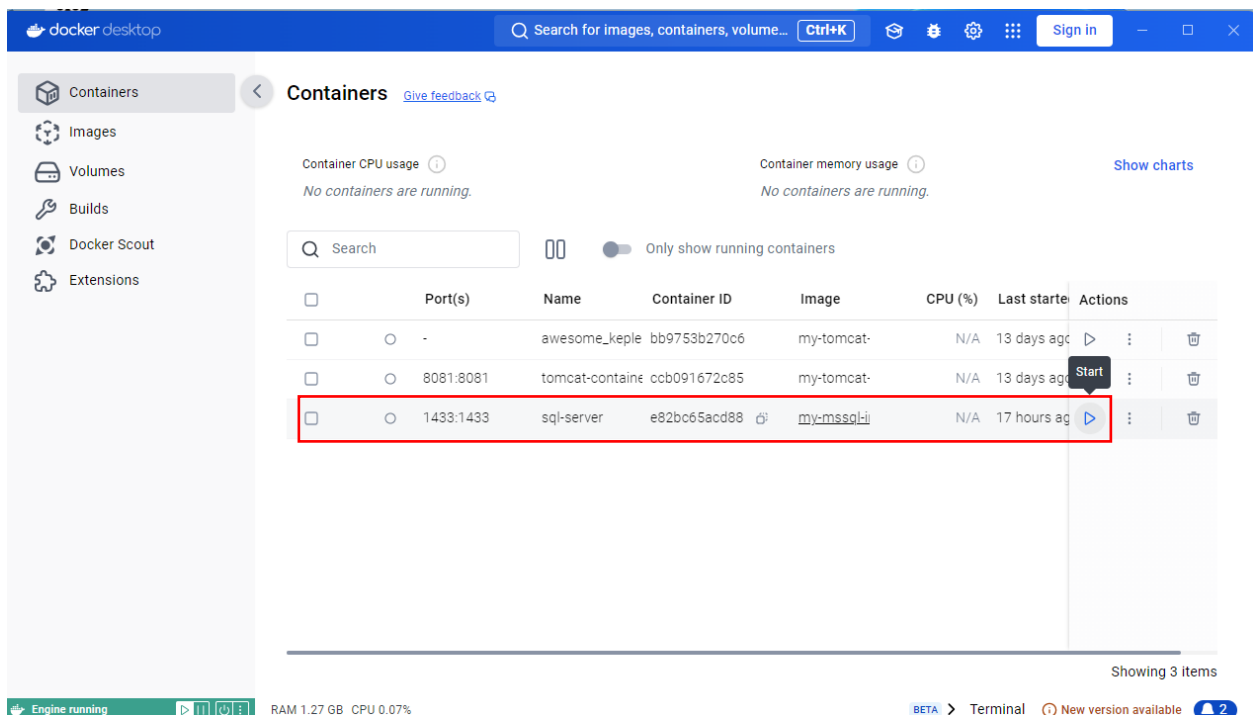 docker desktop
Search for images, containers, volume... Ctrl+K
Sign in
Containers
Images
Volumes
Builds
Docker Scout
Extensions
Containers Give feedback
Container CPU usage
No containers are running.
Container memory usage
No containers are running.
Show charts
Search
Only show running containers
Port(s) Name Container ID Image CPU (%) Last starte Actions
- awesome_keple bb9753b270c6 my-tomcat- N/A 13 days ago
8081:8081 tomcat-containe ccb091672c85 my-tomcat- N/A 13 days ago
Start
1433:1433 sql-server e82bc65acd88 my-mssql-i N/A 17 hours ag
Showing 3 items
Engine running
RAM 1.27 GB CPU 0.07%
BETA Terminal New version available 2